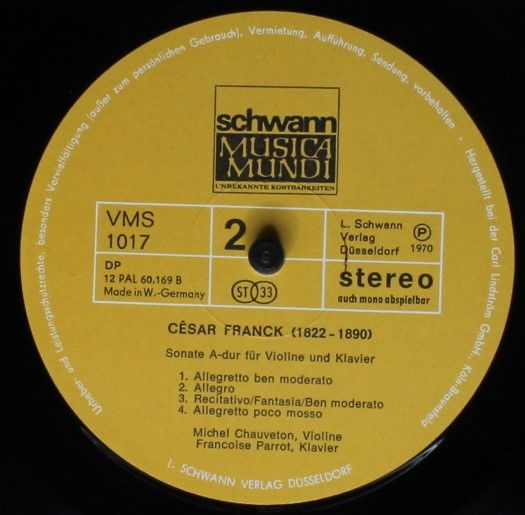 Urheber und Leistungsschutzrechte, besonders Vervielfältigung (außer zum persönlichen Gebrauch), Vermietung, Aufführung, Sendung, vorbehalten · Hergestellt bei der Carl Lindström GmbH., Köln-Braunsfeld
schwann
MUSICA
MUNDI
UNBEKANNTE KOSTBARKEITEN
VMS
1017
2
L. Schwann
Verlag
Düsseldorf
P
1970
DP
12 PAL 60.169 B
Made in W.-Germany
ST 33
stereo
auch mono abspielbar
CÊSAR FRANCK (1822-1890)
Sonate A-dur für Violine und Klavier
1. Allegretto ben moderato
2. Allegro
3. Recitativo/Fantasia/Ben moderato
4. Allegretto poco mosso
Michel Chauveton, Violine
Francoise Parrot, Klavier
L. SCHWANN VERLAG DÜSSELDORF